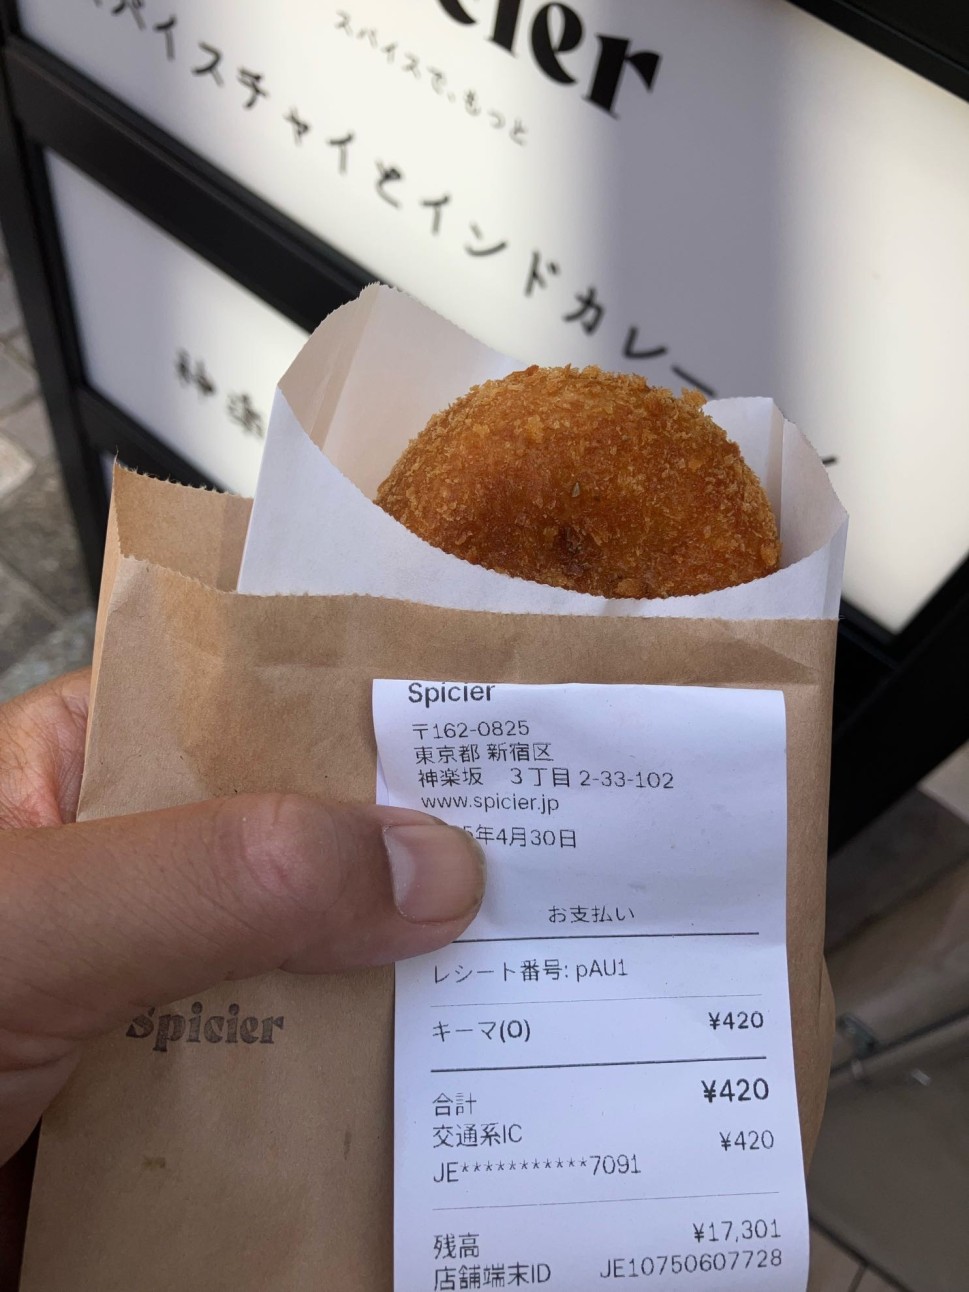 cier
スパイスで、もっと
スパイスチャイとインドカレー
神楽
Spicier
〒162-0825
東京都 新宿区
神楽坂 3丁目 2-33-102
www.spicier.jp
5年4月30日
お支払い
レシート番号: pAU1
キーマ(O) ¥420
合計 ¥420
交通系IC ¥420
JE***********7091
残高 ¥17,301
店舗端末ID JE10750607728
Spicier